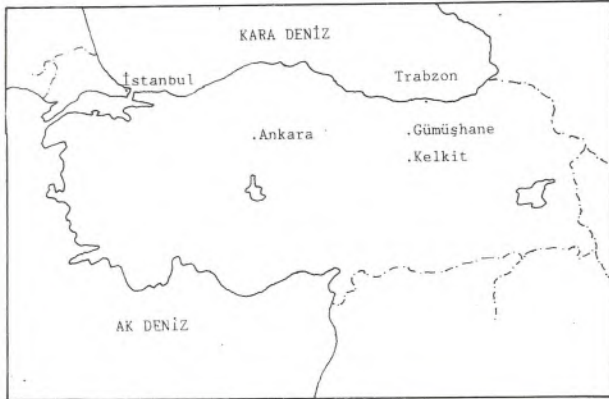 KARA DENİZ
İstanbul
Trabzon
.Ankara
.Gümüşhane
.Kelkit
AK DENİZ